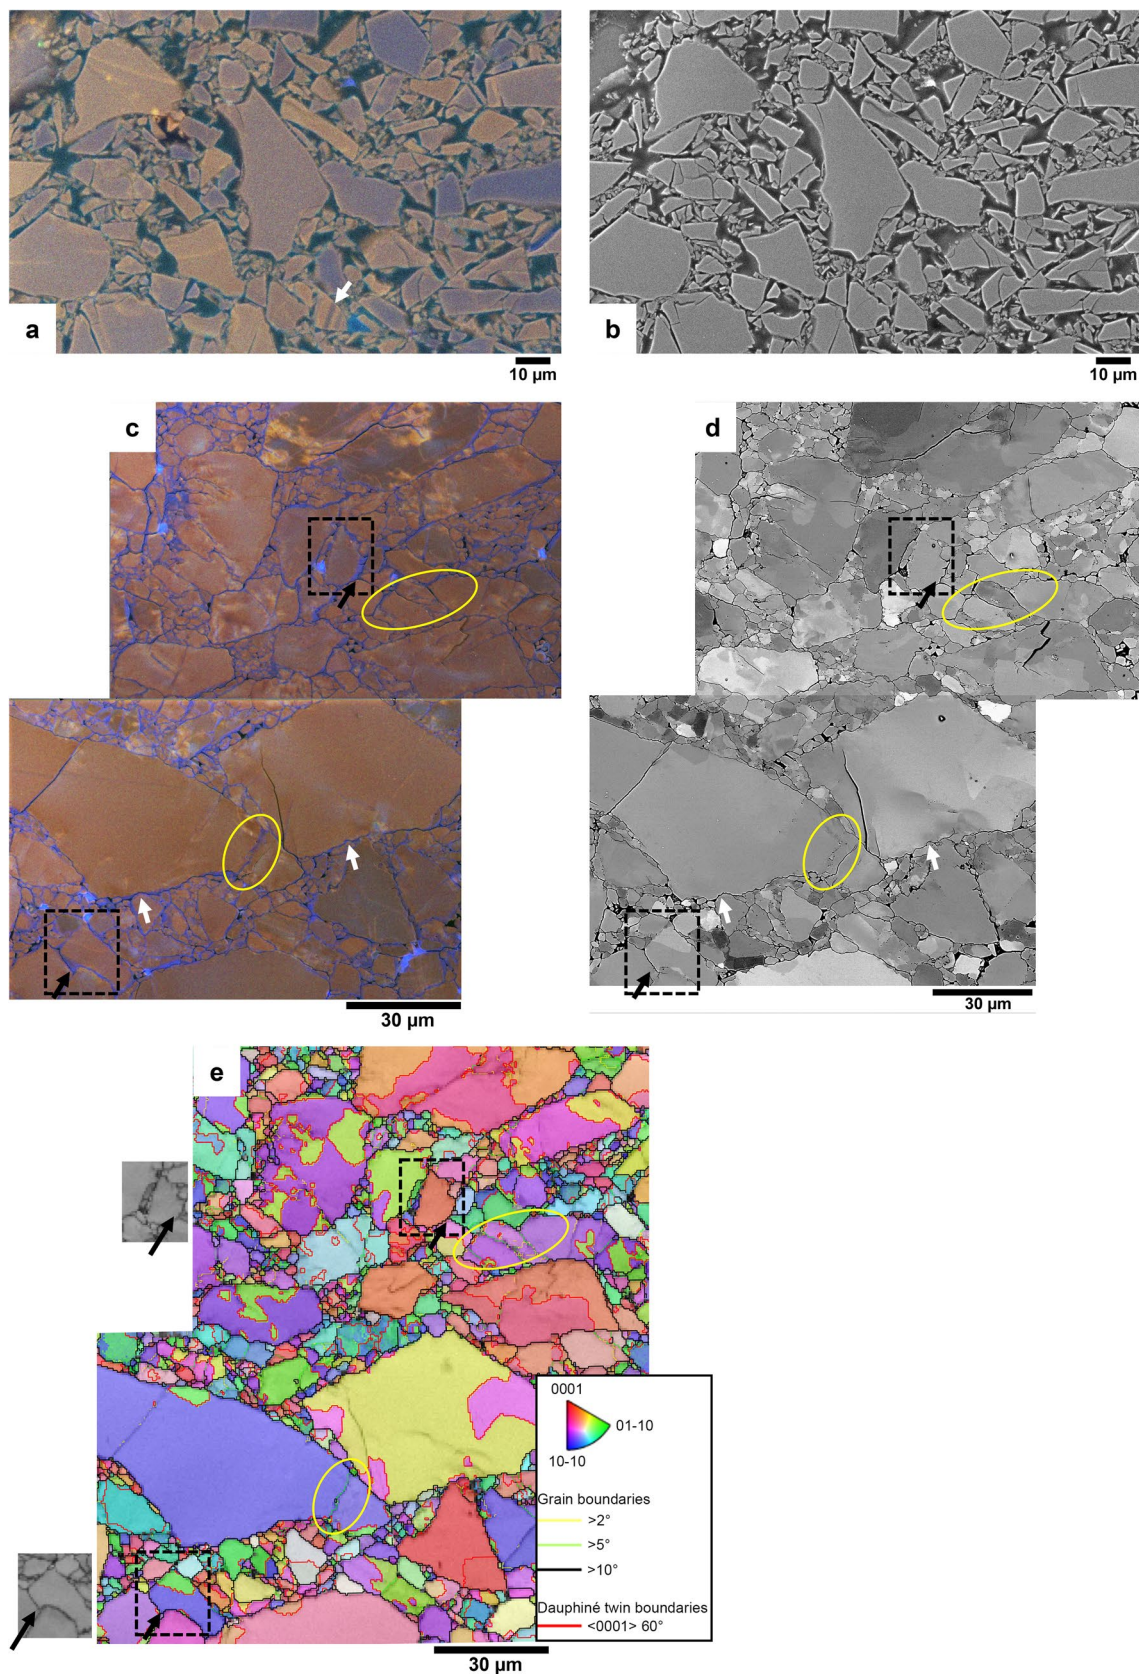 a
b
10 µm
10 µm
c
d
30 µm
30 µm
e
0001
01-10
10-10
Grain boundaries
>2°
>5°
>10°
Dauphiné twin boundaries
<0001> 60°
30 µm